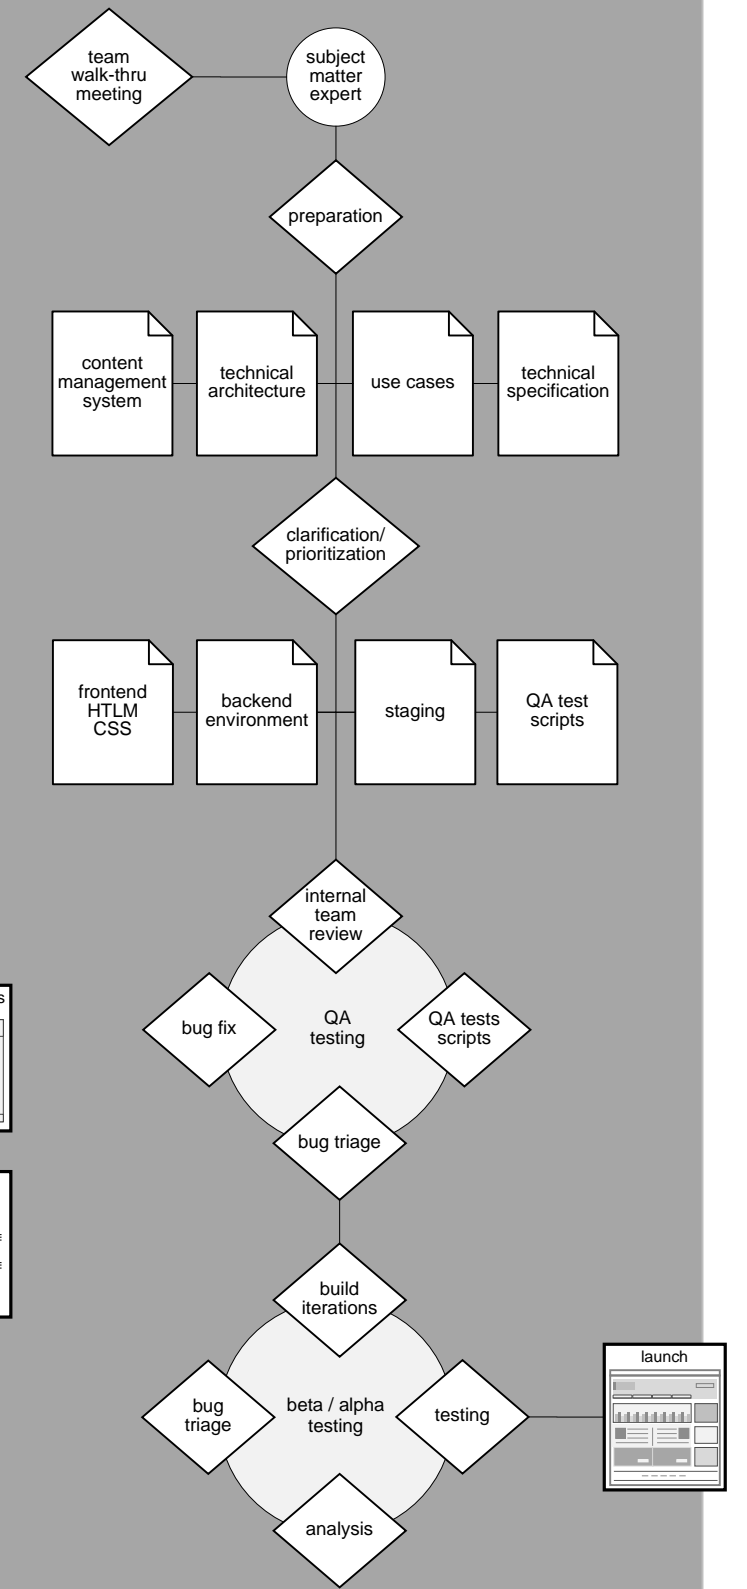 team
walk-thru
meeting
subject
matter
expert
preparation
content
management
system
technical
architecture
use cases
technical
specification
clarification/
prioritization
frontend
HTLM
CSS
backend
environment
staging
QA test
scripts
internal
team
review
bug fix
QA
testing
QA tests
scripts
bug triage
build
iterations
bug
triage
beta / alpha
testing
testing
launch
analysis